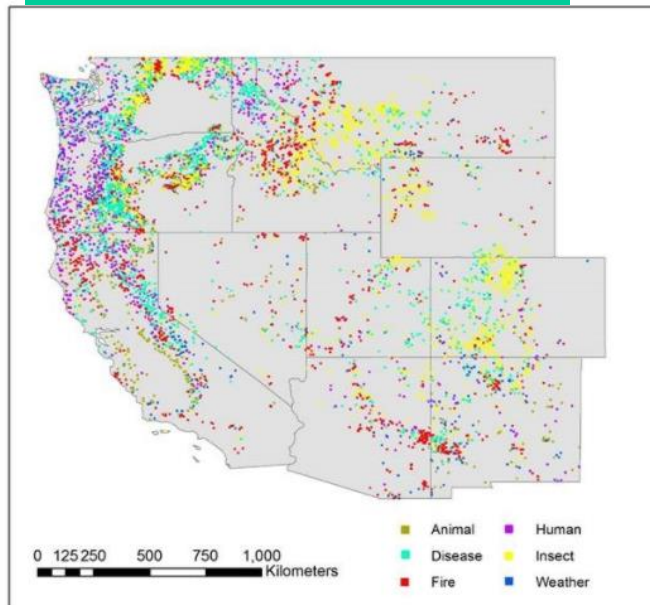 Animal Human
Disease Insect
Fire Weather
0 125 250 500 750 1,000
Kilometers